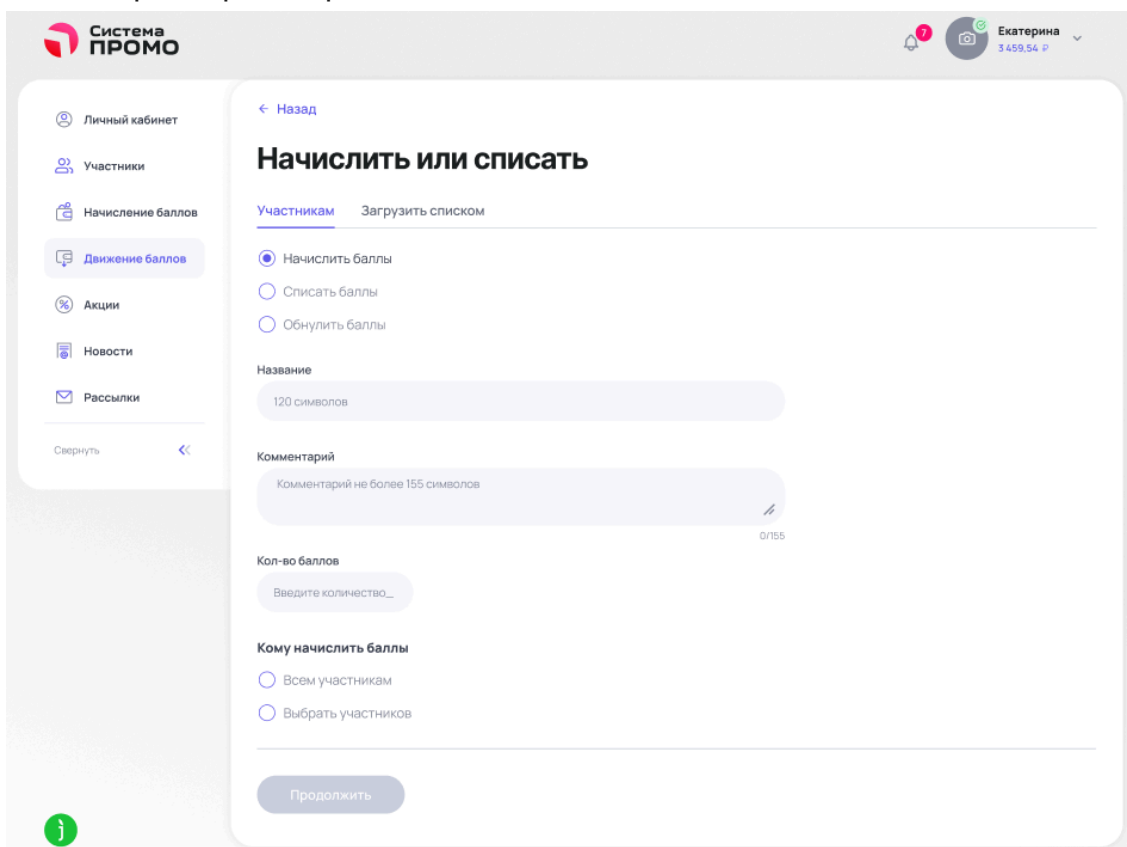 Система
ПРОМО
7
Екатерина
3 459,54 ₽
Личный кабинет
Участники
Начисление баллов
Движение баллов
Акции
Новости
Рассылки
Свернуть
← Назад
Начислить или списать
Участникам Загрузить списком
Начислить баллы
Списать баллы
Обнулить баллы
Название
120 символов
Комментарий
Комментарий не более 155 символов
0/155
Кол-во баллов
Введите количество_
Кому начислить баллы
Всем участникам
Выбрать участников
Продолжить